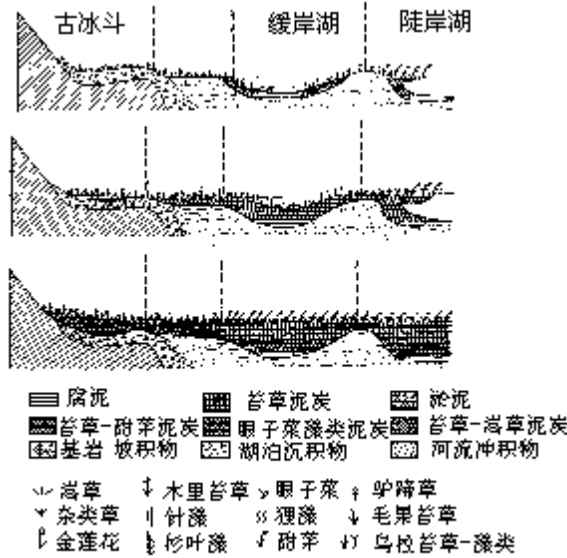 古冰斗 缓岸湖 陡岸湖
腐泥 苔草泥炭 淤泥
苔草-甜茅泥炭 眼子菜藻类泥炭 苔草-嵩草泥炭
基岩 坡积物 湖泊沉积物 河流冲积物
嵩草 木里苔草 眼子菜 驴蹄草
杂类草 针藻 狸藻 毛果苔草
金莲花 杉叶藻 甜茅 乌拉苔草-藻类